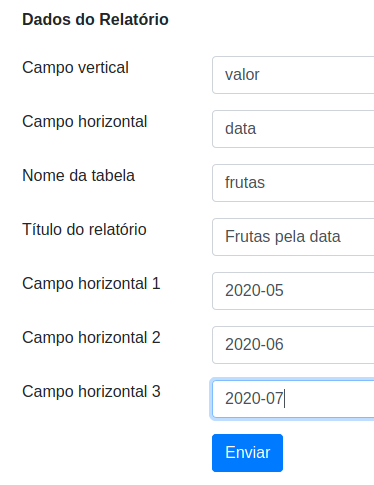 Dados do Relatório
Campo vertical valor
Campo horizontal data
Nome da tabela frutas
Título do relatório Frutas pela data
Campo horizontal 1 2020-05
Campo horizontal 2 2020-06
Campo horizontal 3 2020-07
Enviar